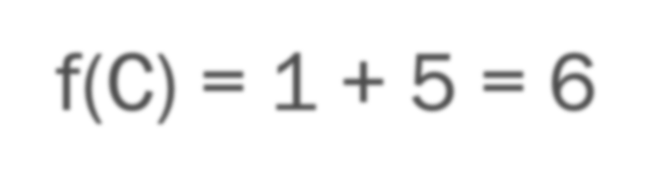 f(C) = 1 + 5 = 6